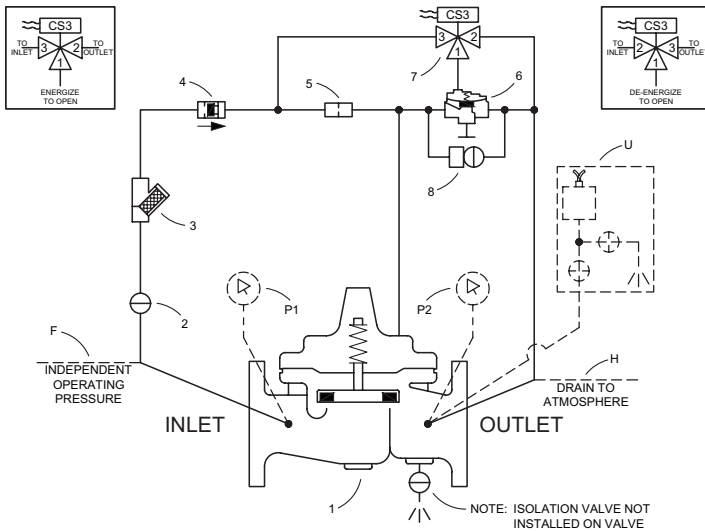 CS3
TO
INLET
3
2
TO
OUTLET
1
ENERGIZE
TO OPEN
CS3
3
2
1
7
6
4
5
8
3
2
CS3
TO
INLET
2
3
TO
OUTLET
1
DE-ENERGIZE
TO OPEN
U
P1
P2
F
INDEPENDENT
OPERATING
PRESSURE
H
DRAIN TO
ATMOSPHERE
INLET
OUTLET
1
NOTE: ISOLATION VALVE NOT
INSTALLED ON VALVE